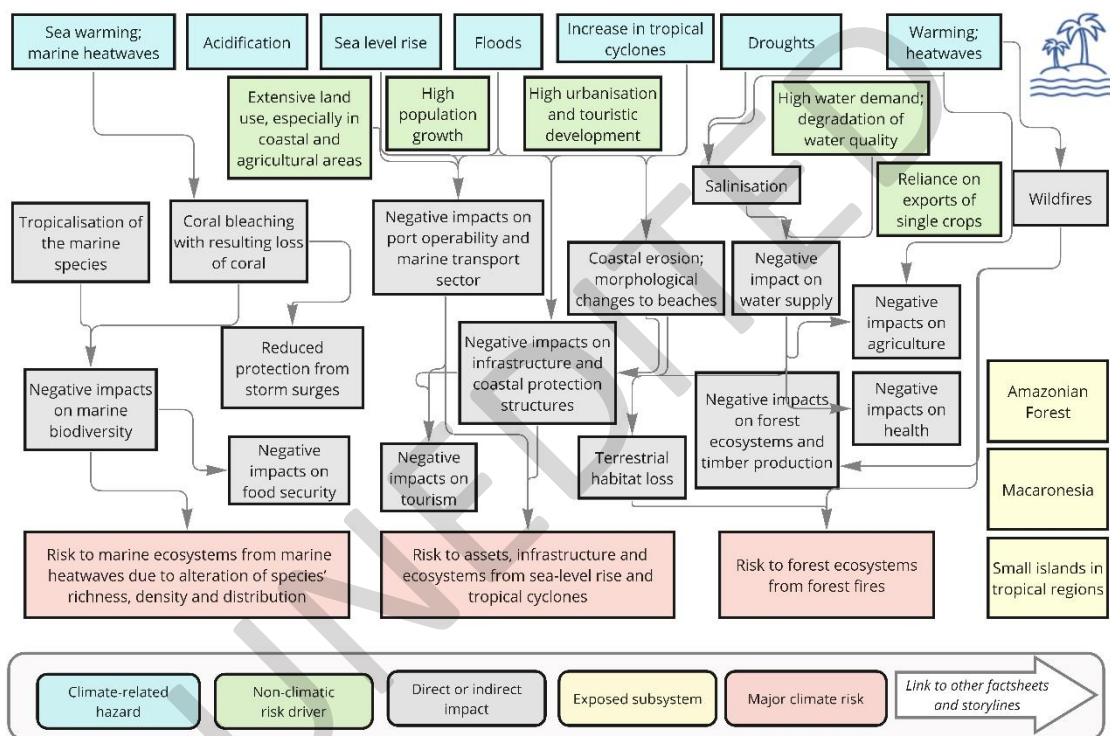 Sea warming;
marine heatwaves
Acidification
Sea level rise
Floods
Increase in tropical
cyclones
Droughts
Warming;
heatwaves
Extensive land
use, especially in
coastal and
agricultural areas
High
population
growth
High urbanisation
and touristic
development
High water demand;
degradation of
water quality
Salinisation
Reliance on
exports of
single crops
Wildfires
Tropicalisation of
the marine
species
Coral bleaching
with resulting loss
of coral
Negative impacts on
port operability and
marine transport
sector
Coastal erosion;
morphological
changes to beaches
Negative
impact on
water supply
Negative
impacts on
agriculture
Reduced
protection from
storm surges
Negative impacts on
infrastructure and
coastal protection
structures
Negative impacts
on marine
biodiversity
Negative impacts
on forest
ecosystems and
timber production
Negative
impacts on
health
Amazonian
Forest
Negative
impacts on
food security
Negative
impacts on
tourism
Terrestrial
habitat loss
Macaronesia
Risk to marine ecosystems from marine
heatwaves due to alteration of species’
richness, density and distribution
Risk to assets, infrastructure and
ecosystems from sea-level rise and
tropical cyclones
Risk to forest ecosystems
from forest fires
Small islands in
tropical regions
UNEDITED
Climate-related
hazard
Non-climatic
risk driver
Direct or indirect
impact
Exposed subsystem
Major climate risk
Link to other factsheets
and storylines